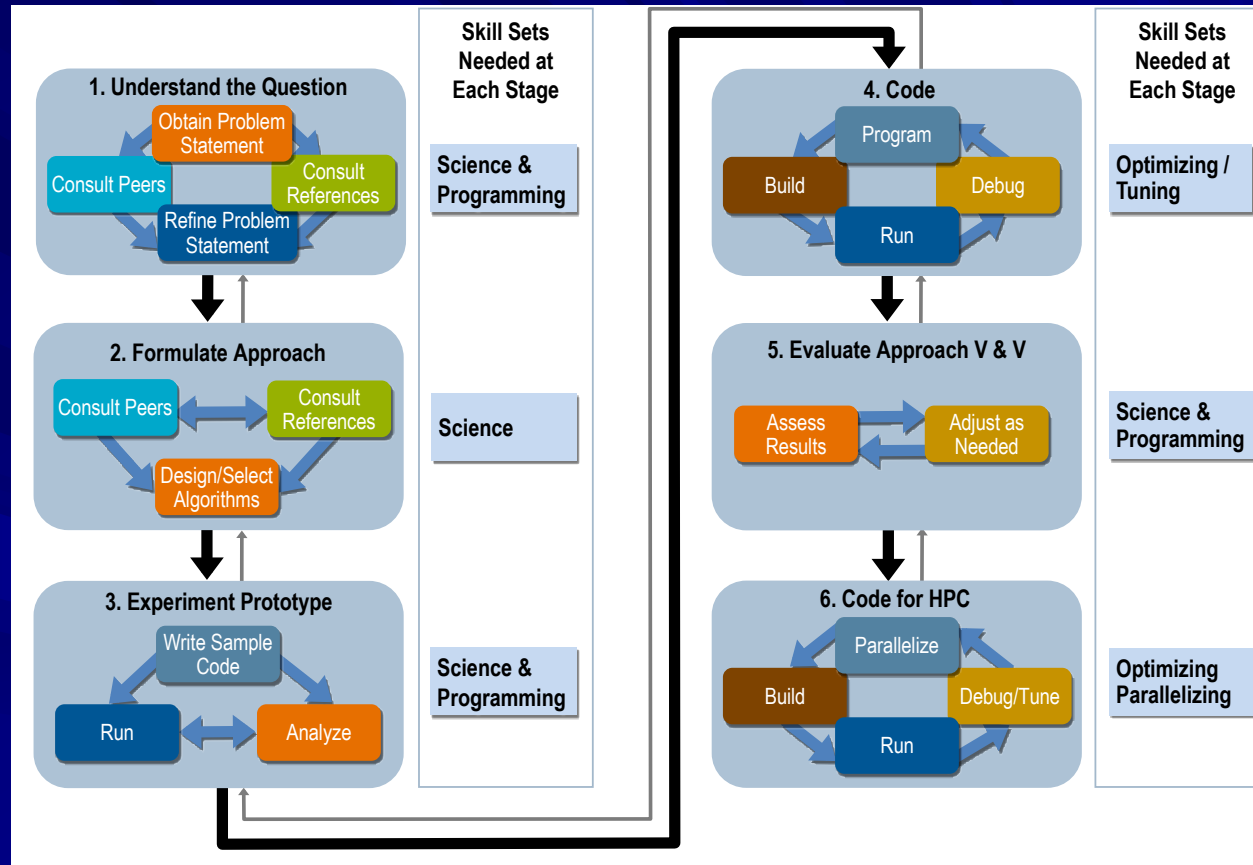 Skill Sets
Needed at
Each Stage
1. Understand the Question
Obtain Problem
Statement
Consult Peers
Consult
References
Refine Problem
Statement
Science &
Programming
2. Formulate Approach
Consult Peers
Consult
References
Design/Select
Algorithms
Science
3. Experiment Prototype
Write Sample
Code
Run
Analyze
Science &
Programming
Skill Sets
Needed at
Each Stage
4. Code
Program
Build
Debug
Run
Optimizing /
Tuning
5. Evaluate Approach V & V
Assess
Results
Adjust as
Needed
Science &
Programming
6. Code for HPC
Parallelize
Build
Debug/Tune
Run
Optimizing
Parallelizing